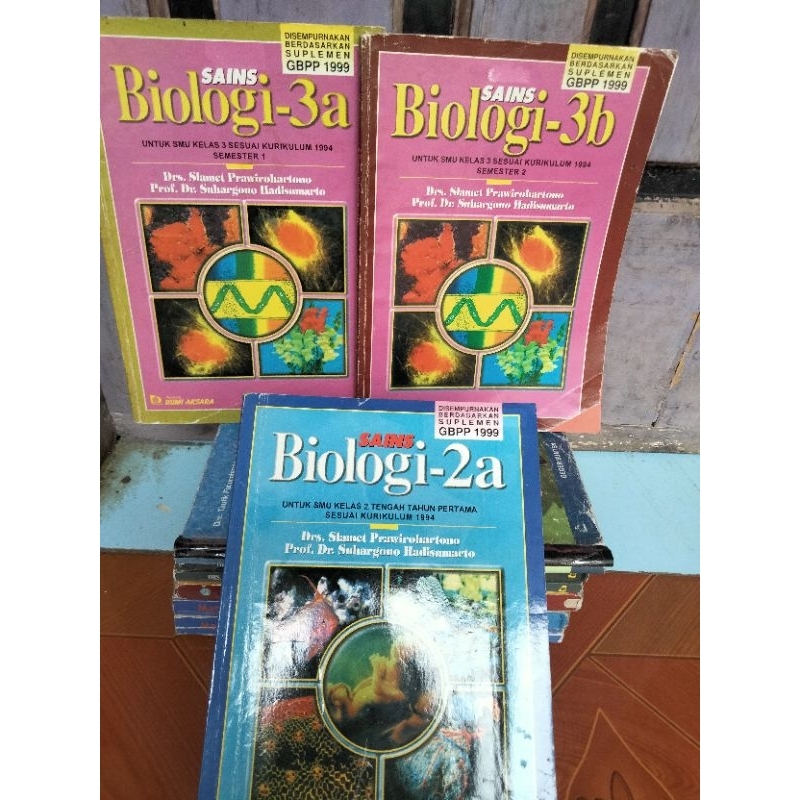 DISEMPURNAKAN
BERDASARKAN
SUPLEMEN
GBPP 1999
SAINS
Biologi-3a
UNTUK SMU KELAS 3 SESUAI KURIKULUM 1994
SEMESTER 1
Drs. Slamet Prawirohartono
Prof. Dr. Suhargono Hadisumarto
BUMI AKSARA
DISEMPURNAKAN
BERDASARKAN
SUPLEMEN
GBPP 1999
SAINS
Biologi-3b
UNTUK SMU KELAS 3 SESUAI KURIKULUM 1994
SEMESTER 2
Drs. Slamet Prawirohartono
Prof. Dr. Suhargono Hadisumarto
DISEMPURNAKAN
BERDASARKAN
SUPLEMEN
GBPP 1999
SAINS
Biologi-2a
UNTUK SMU KELAS 2 TENGAH TAHUN PERTAMA
SESUAI KURIKULUM 1994
Drs. Slamet Prawirohartono
Prof. Dr. Suhargono Hadisumarto